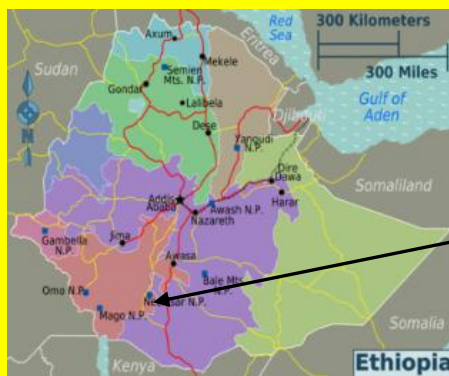 Red
Sea
300 Kilometers
300 Miles
Eritrea
Sudan
Axum
Mekele
Semien
Mts. N.P.
Gondar
Lalibela
Dese
Djibouti
Gulf of
Aden
Yangudi
N.P.
Dire
Dawa
Somaliland
Addis
Ababa
Awash N.P.
Harar
Nazareth
Gambella
N.P.
Jima
Awasa
Bale Mts.
N.P.
Omo N.P.
Mago N.P.
N.P.
Somalia
Kenya
Ethiopia
N